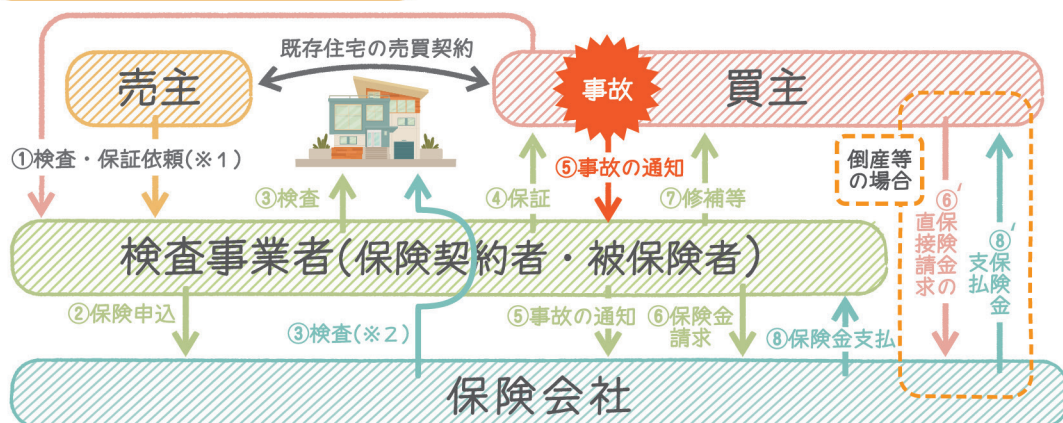 既存住宅の売買契約
売主
事故
買主
①検査・保証依頼(※1)
⑤事故の通知
倒産等
の場合
③検査
④保証
⑦修補等
⑥′保険金の
直接請求
⑧′保険金
支払
検査事業者(保険契約者・被保険者)
②保険申込
③検査(※2)
⑤事故の通知
⑥保険金
請求
⑧保険金支払
保険会社